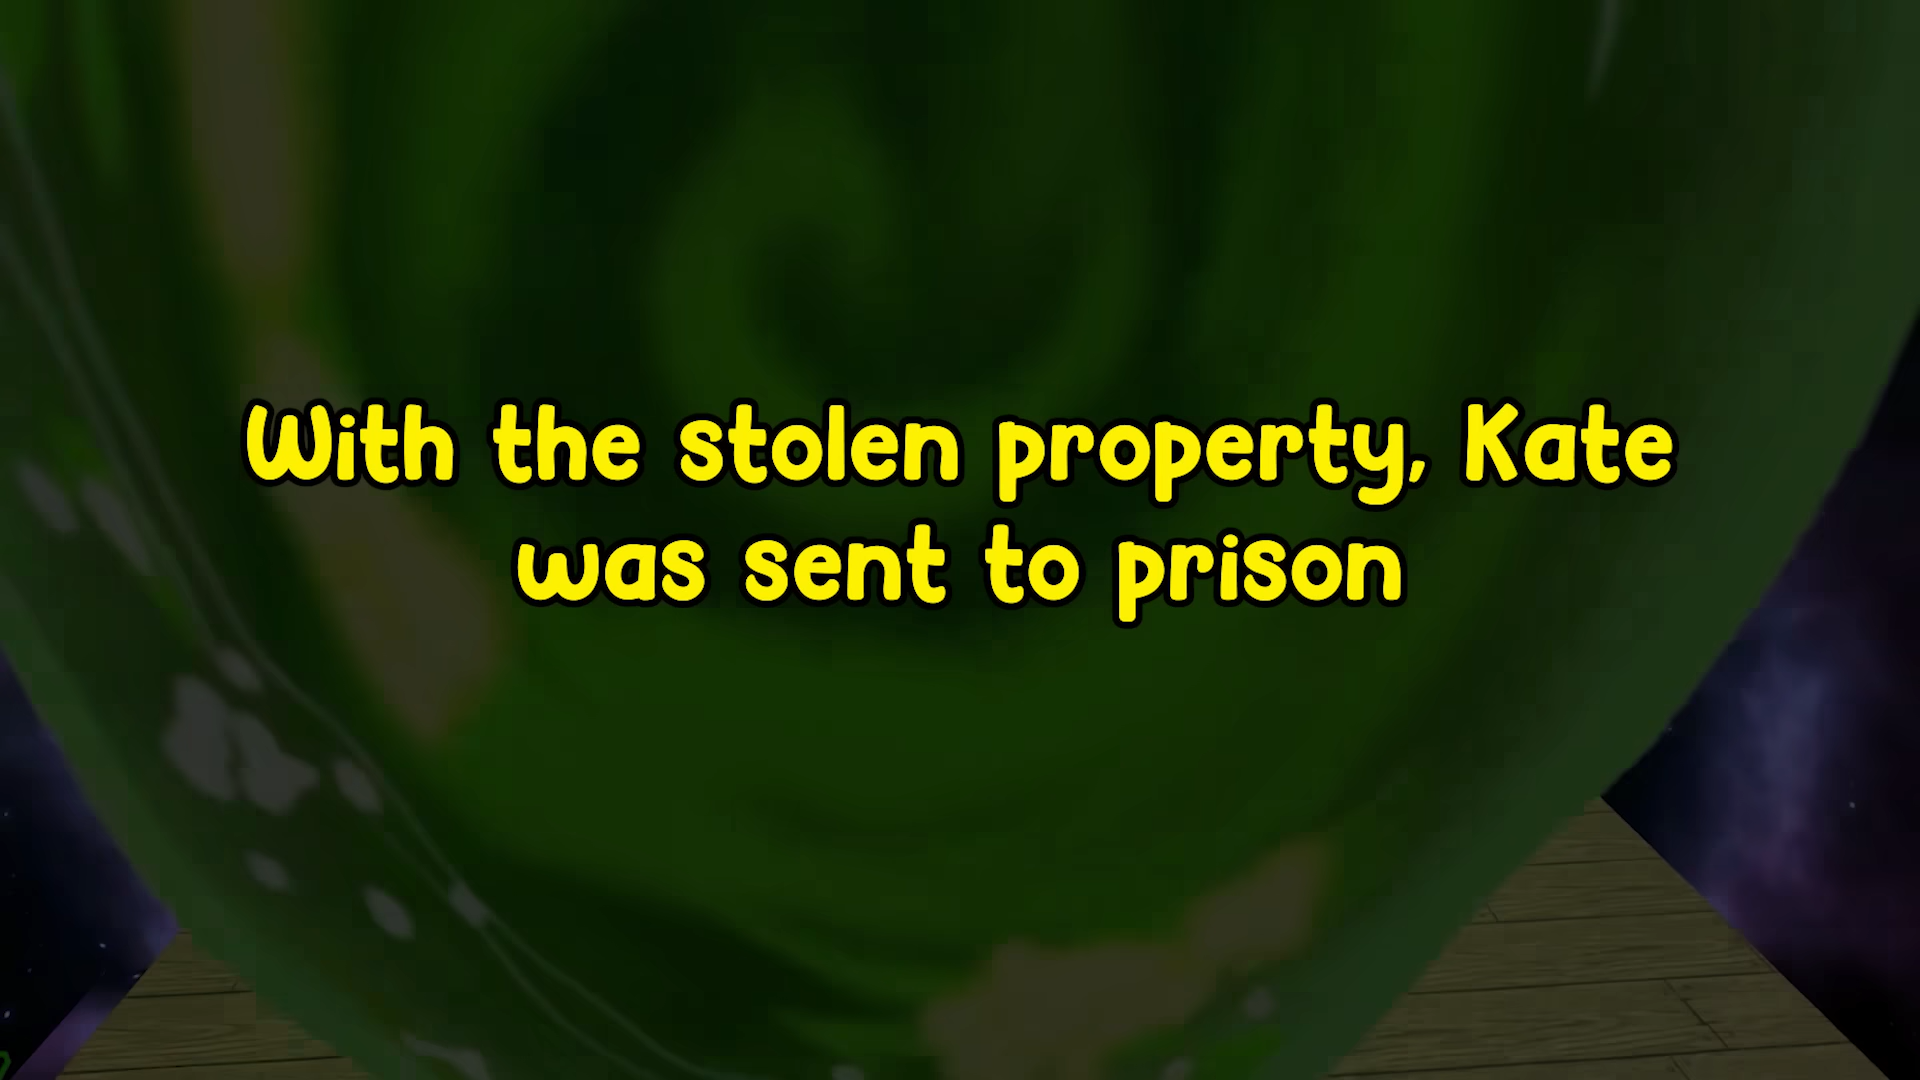 With the stolen property, Kate
was sent to prison